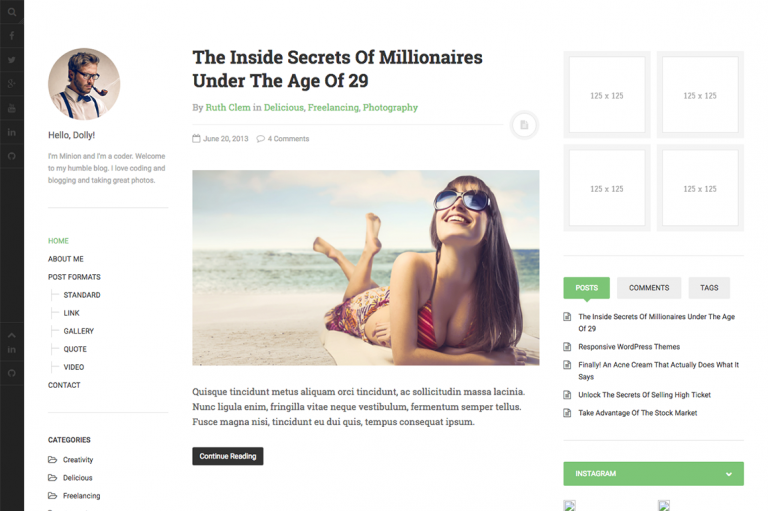 Hello, Dolly!
I'm Minion and I'm a coder. Welcome
to my humble blog. I love coding and
blogging and taking great photos.
HOME
ABOUT ME
POST FORMATS
STANDARD
LINK
GALLERY
QUOTE
VIDEO
CONTACT
CATEGORIES
Creativity
Delicious
Freelancing
The Inside Secrets Of Millionaires
Under The Age Of 29
By Ruth Clem in Delicious, Freelancing, Photography
June 20, 2013 4 Comments
Quisque tincidunt metus aliquam orci tincidunt, ac sollicitudin massa lacinia.
Nunc ligula enim, fringilla vitae neque vestibulum, fermentum semper tellus.
Fusce magna nisi, tincidunt eu dui quis, tempus consequat ipsum.
Continue Reading
125 x 125 125 x 125
125 x 125 125 x 125
POSTS COMMENTS TAGS
The Inside Secrets Of Millionaires Under The Age
Of 29
Responsive WordPress Themes
Finally! An Acne Cream That Actually Does What It
Says
Unlock The Secrets Of Selling High Ticket
Take Advantage Of The Stock Market
INSTAGRAM